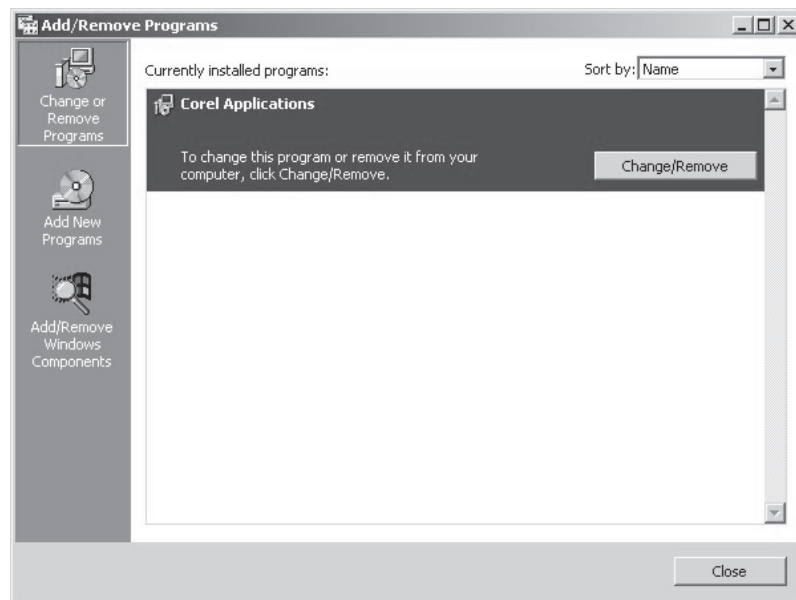 Add/Remove Programs
Change or
Remove
Programs
Add New
Programs
Add/Remove
Windows
Components
Currently installed programs:
Sort by: Name
Corel Applications
To change this program or remove it from your
computer, click Change/Remove.
Change/Remove
Close